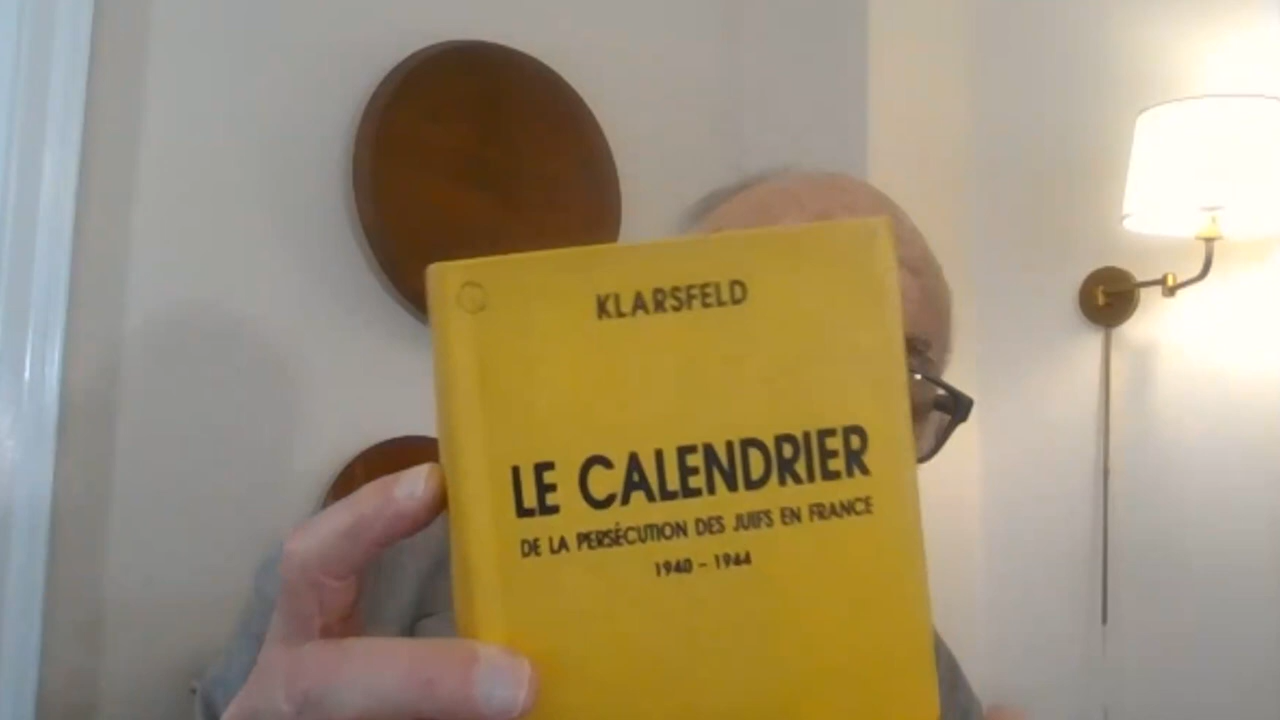 KLARSFELD
LE CALENDRIER
DE LA PERSÉCUTION DES JUIFS EN FRANCE
1940 - 1944